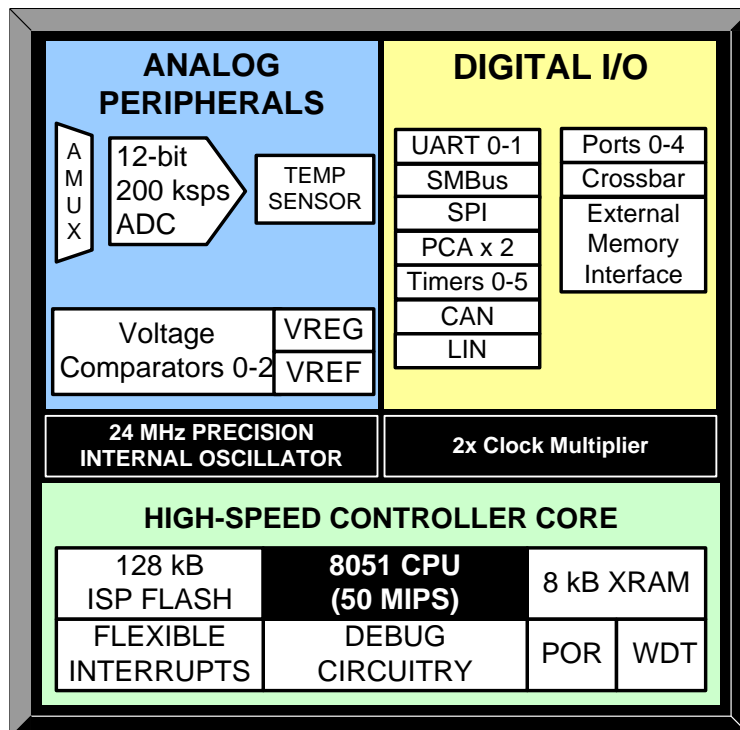 ANALOG
PERIPHERALS
A
M
U
X
12-bit
200 ksps
ADC
TEMP
SENSOR
Voltage
Comparators 0-2
VREG
VREF
DIGITAL I/O
UART 0-1
SMBus
SPI
PCA x 2
Timers 0-5
CAN
LIN
Ports 0-4
Crossbar
External
Memory
Interface
24 MHz PRECISION
INTERNAL OSCILLATOR
2x Clock Multiplier
HIGH-SPEED CONTROLLER CORE
128 kB
ISP FLASH
8051 CPU
(50 MIPS)
8 kB XRAM
FLEXIBLE
INTERRUPTS
DEBUG
CIRCUITRY
POR
WDT